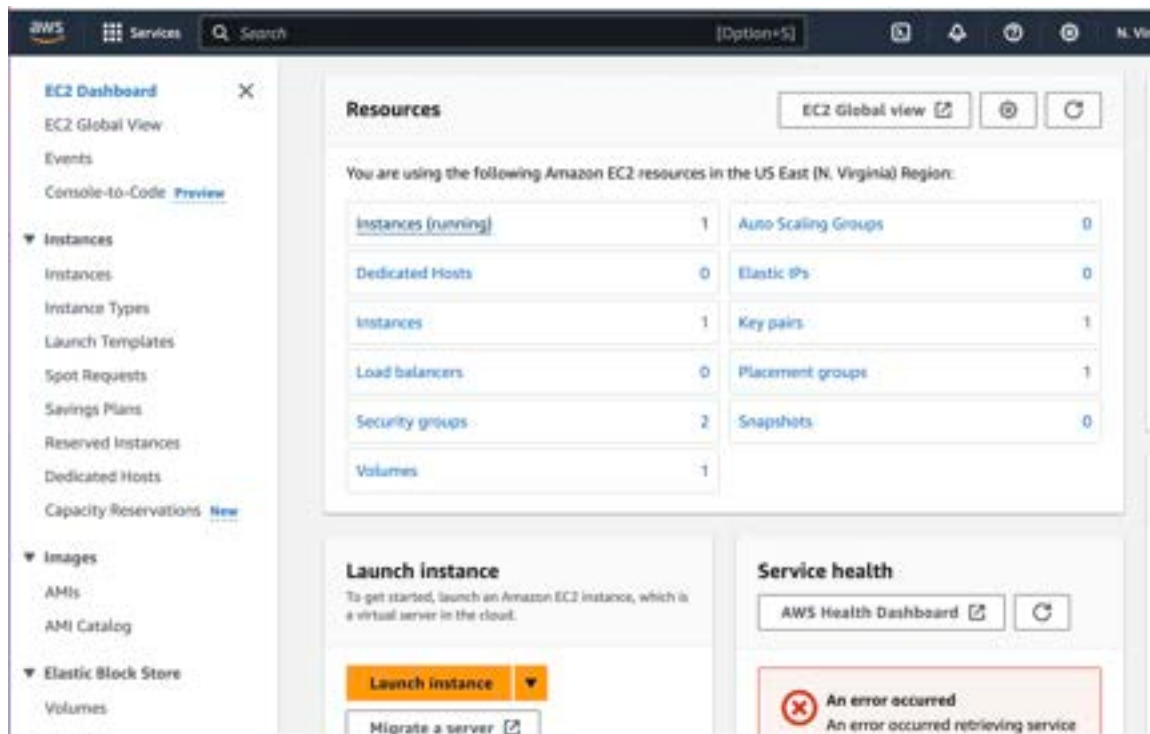 aws Services Search [Option+S] N. Vir
EC2 Dashboard
EC2 Global View
Events
Console-to-Code Preview
Instances
Instances
Instance Types
Launch Templates
Spot Requests
Savings Plans
Reserved Instances
Dedicated Hosts
Capacity Reservations New
Images
AMIs
AMI Catalog
Elastic Block Store
Volumes
Resources
EC2 Global view
You are using the following Amazon EC2 resources in the US East (N. Virginia) Region:
Instances (running) 1
Auto Scaling Groups 0
Dedicated Hosts 0
Elastic IPs 0
Instances 1
Key pairs 1
Load balancers 0
Placement groups 1
Security groups 2
Snapshots 0
Volumes 1
Launch instance
To get started, launch an Amazon EC2 instance, which is
a virtual server in the cloud.
Launch instance
Migrate a server
Service health
AWS Health Dashboard
An error occurred
An error occurred retrieving service